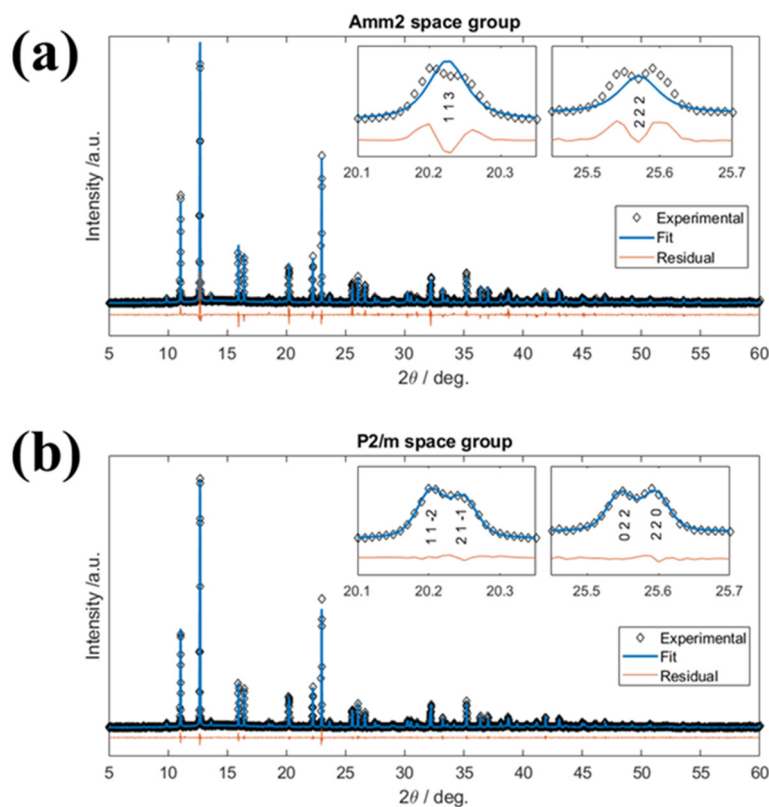 (a)
Amm2 space group
Intensity /a.u.
1 1 3
20.1 20.2 20.3
2 2 2
25.5 25.6 25.7
Experimental
Fit
Residual
5 10 15 20 25 30 35 40 45 50 55 60
2θ / deg.
(b)
P2/m space group
Intensity /a.u.
1 1 -2
2 1 -1
20.1 20.2 20.3
0 2 2
2 2 0
25.5 25.6 25.7
Experimental
Fit
Residual
5 10 15 20 25 30 35 40 45 50 55 60
2θ / deg.